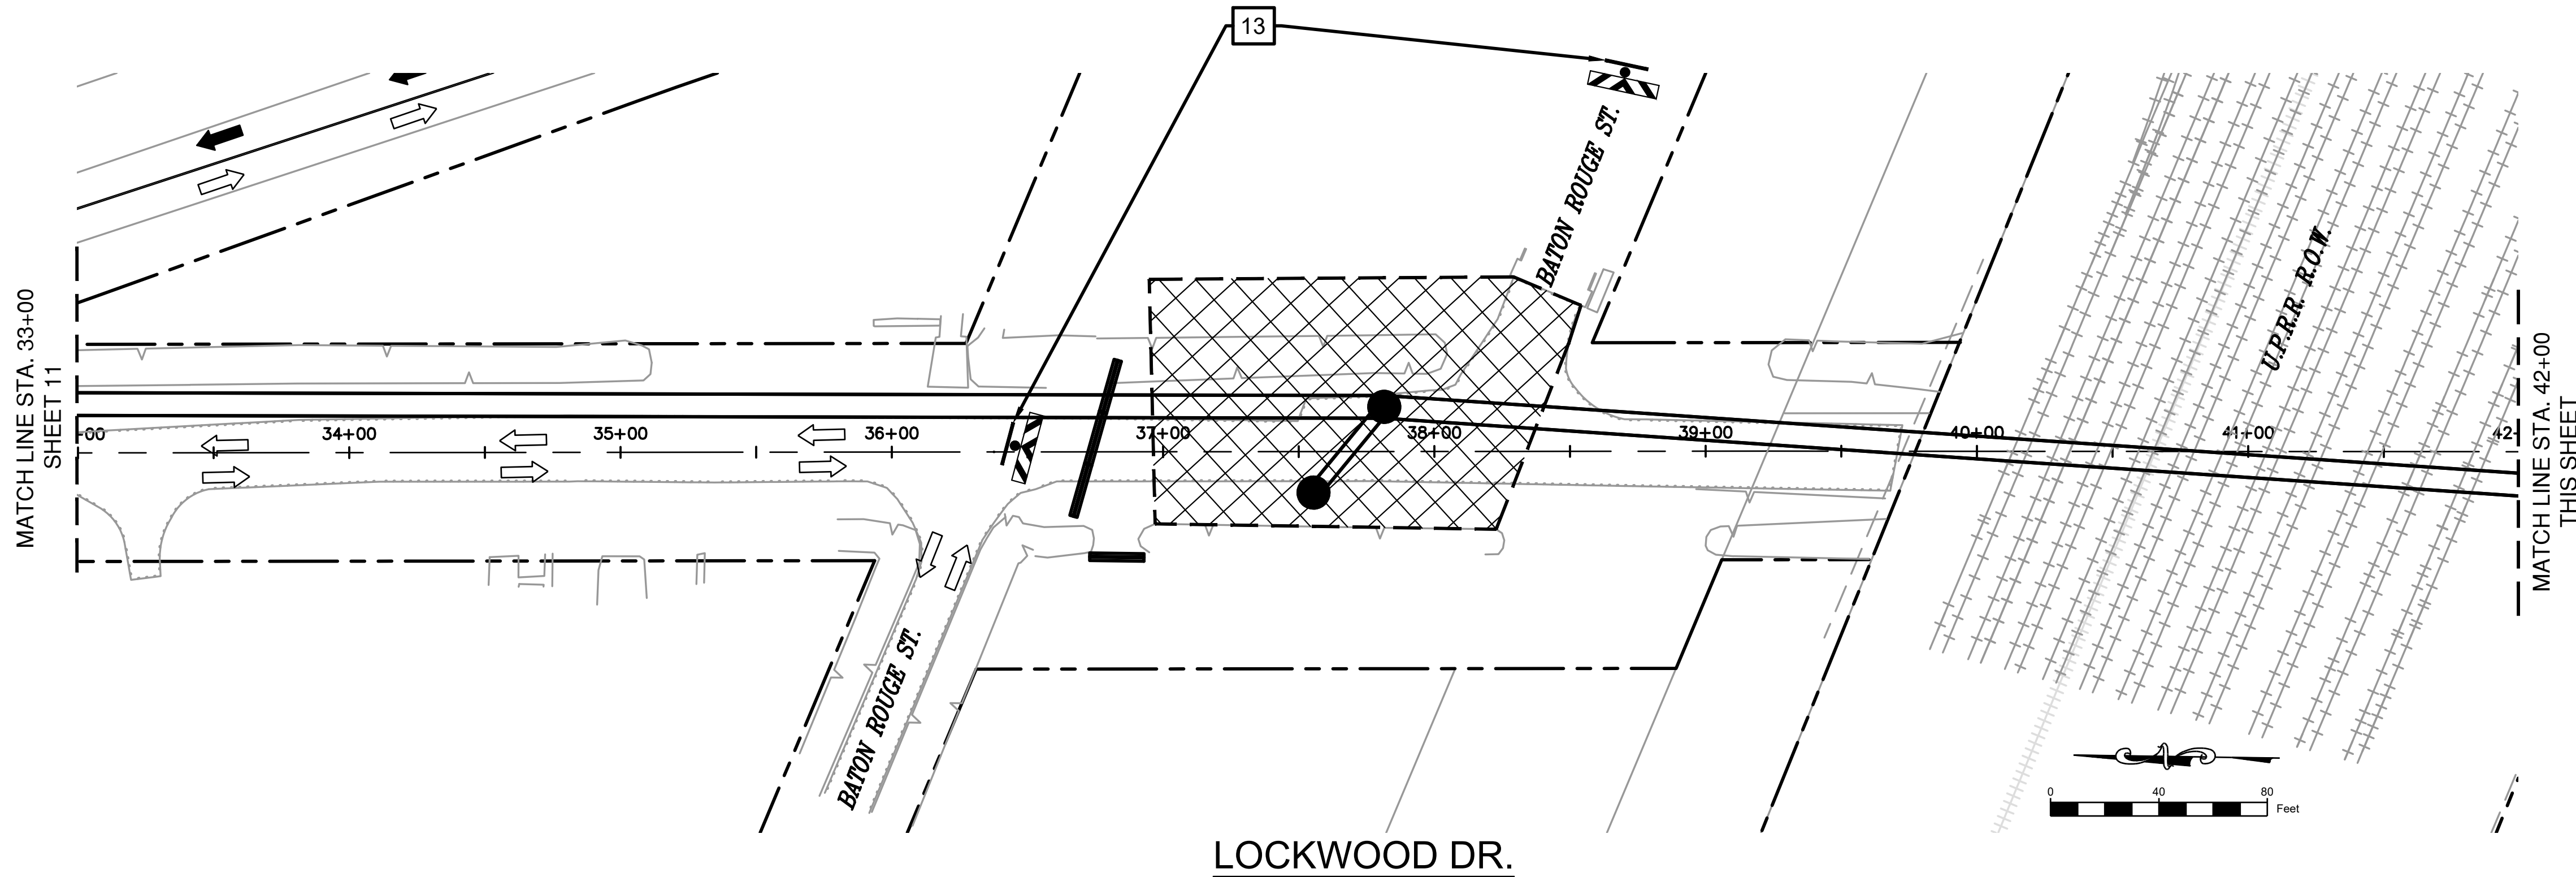 13
BATON ROUGE ST.
U.P.R.R. R.O.W.
MATCH LINE STA. 33+00
SHEET 11
MATCH LINE STA. 42+00
THIS SHEET
+00
34+00
35+00
36+00
37+00
38+00
39+00
40+00
41+00
42+
BATON ROUGE ST.
0 40 80
Feet
LOCKWOOD DR.